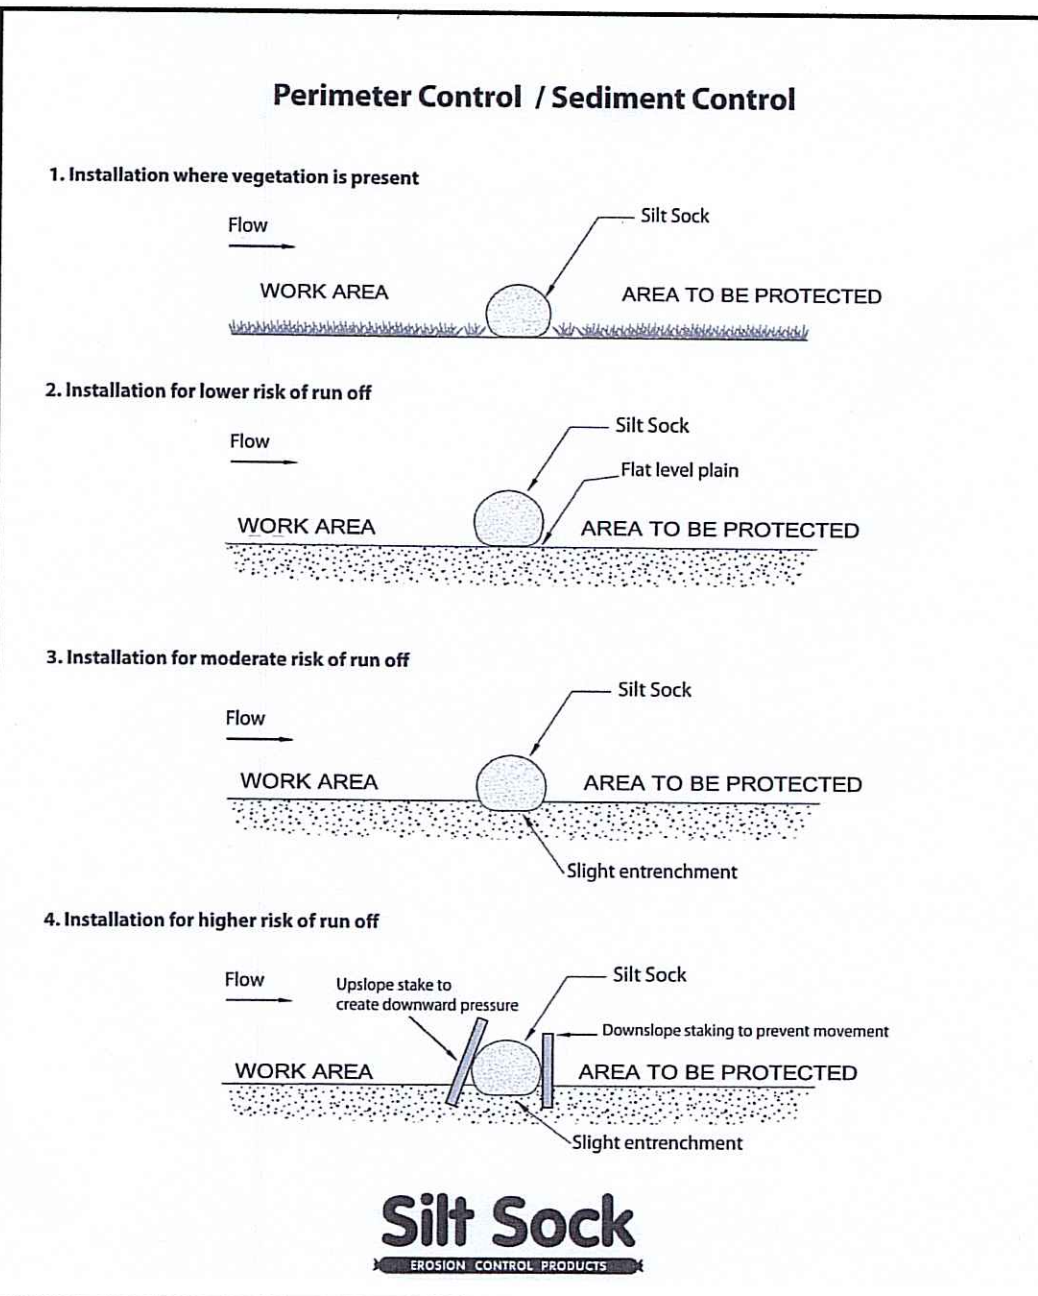 Perimeter Control / Sediment Control
1. Installation where vegetation is present
Flow
Silt Sock
WORK AREA
AREA TO BE PROTECTED
2. Installation for lower risk of run off
Flow
Silt Sock
Flat level plain
WORK AREA
AREA TO BE PROTECTED
3. Installation for moderate risk of run off
Flow
Silt Sock
WORK AREA
AREA TO BE PROTECTED
Slight entrenchment
4. Installation for higher risk of run off
Flow
Upslope stake to
create downward pressure
Silt Sock
Downslope staking to prevent movement
WORK AREA
AREA TO BE PROTECTED
Slight entrenchment
Silt Sock
EROSION CONTROL PRODUCTS